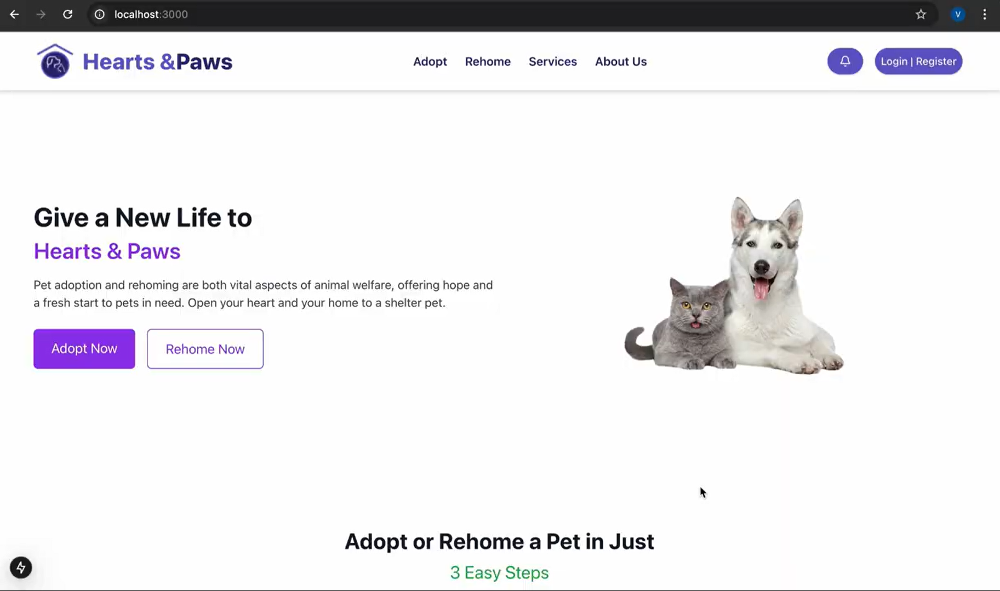 localhost:3000
V
Hearts &Paws
Adopt
Rehome
Services
About Us
Login | Register
Give a New Life to
Hearts & Paws
Pet adoption and rehoming are both vital aspects of animal welfare, offering hope and
a fresh start to pets in need. Open your heart and your home to a shelter pet.
Adopt Now
Rehome Now
Adopt or Rehome a Pet in Just
3 Easy Steps